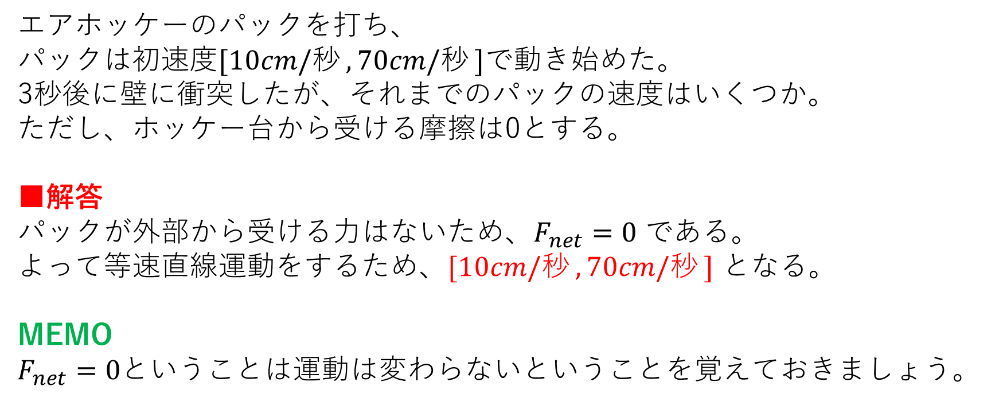 エアホッケーのパックを打ち、
パックは初速度[10cm/秒,70cm/秒]で動き始めた。
3秒後に壁に衝突したが、それまでのパックの速度はいくつか。
ただし、ホッケー台から受ける摩擦は0とする。
■解答
パックが外部から受ける力はないため、F_net = 0 である。
よって等速直線運動をするため、[10cm/秒,70cm/秒] となる。
MEMO
F_net = 0ということは運動は変わらないということを覚えておきましょう。